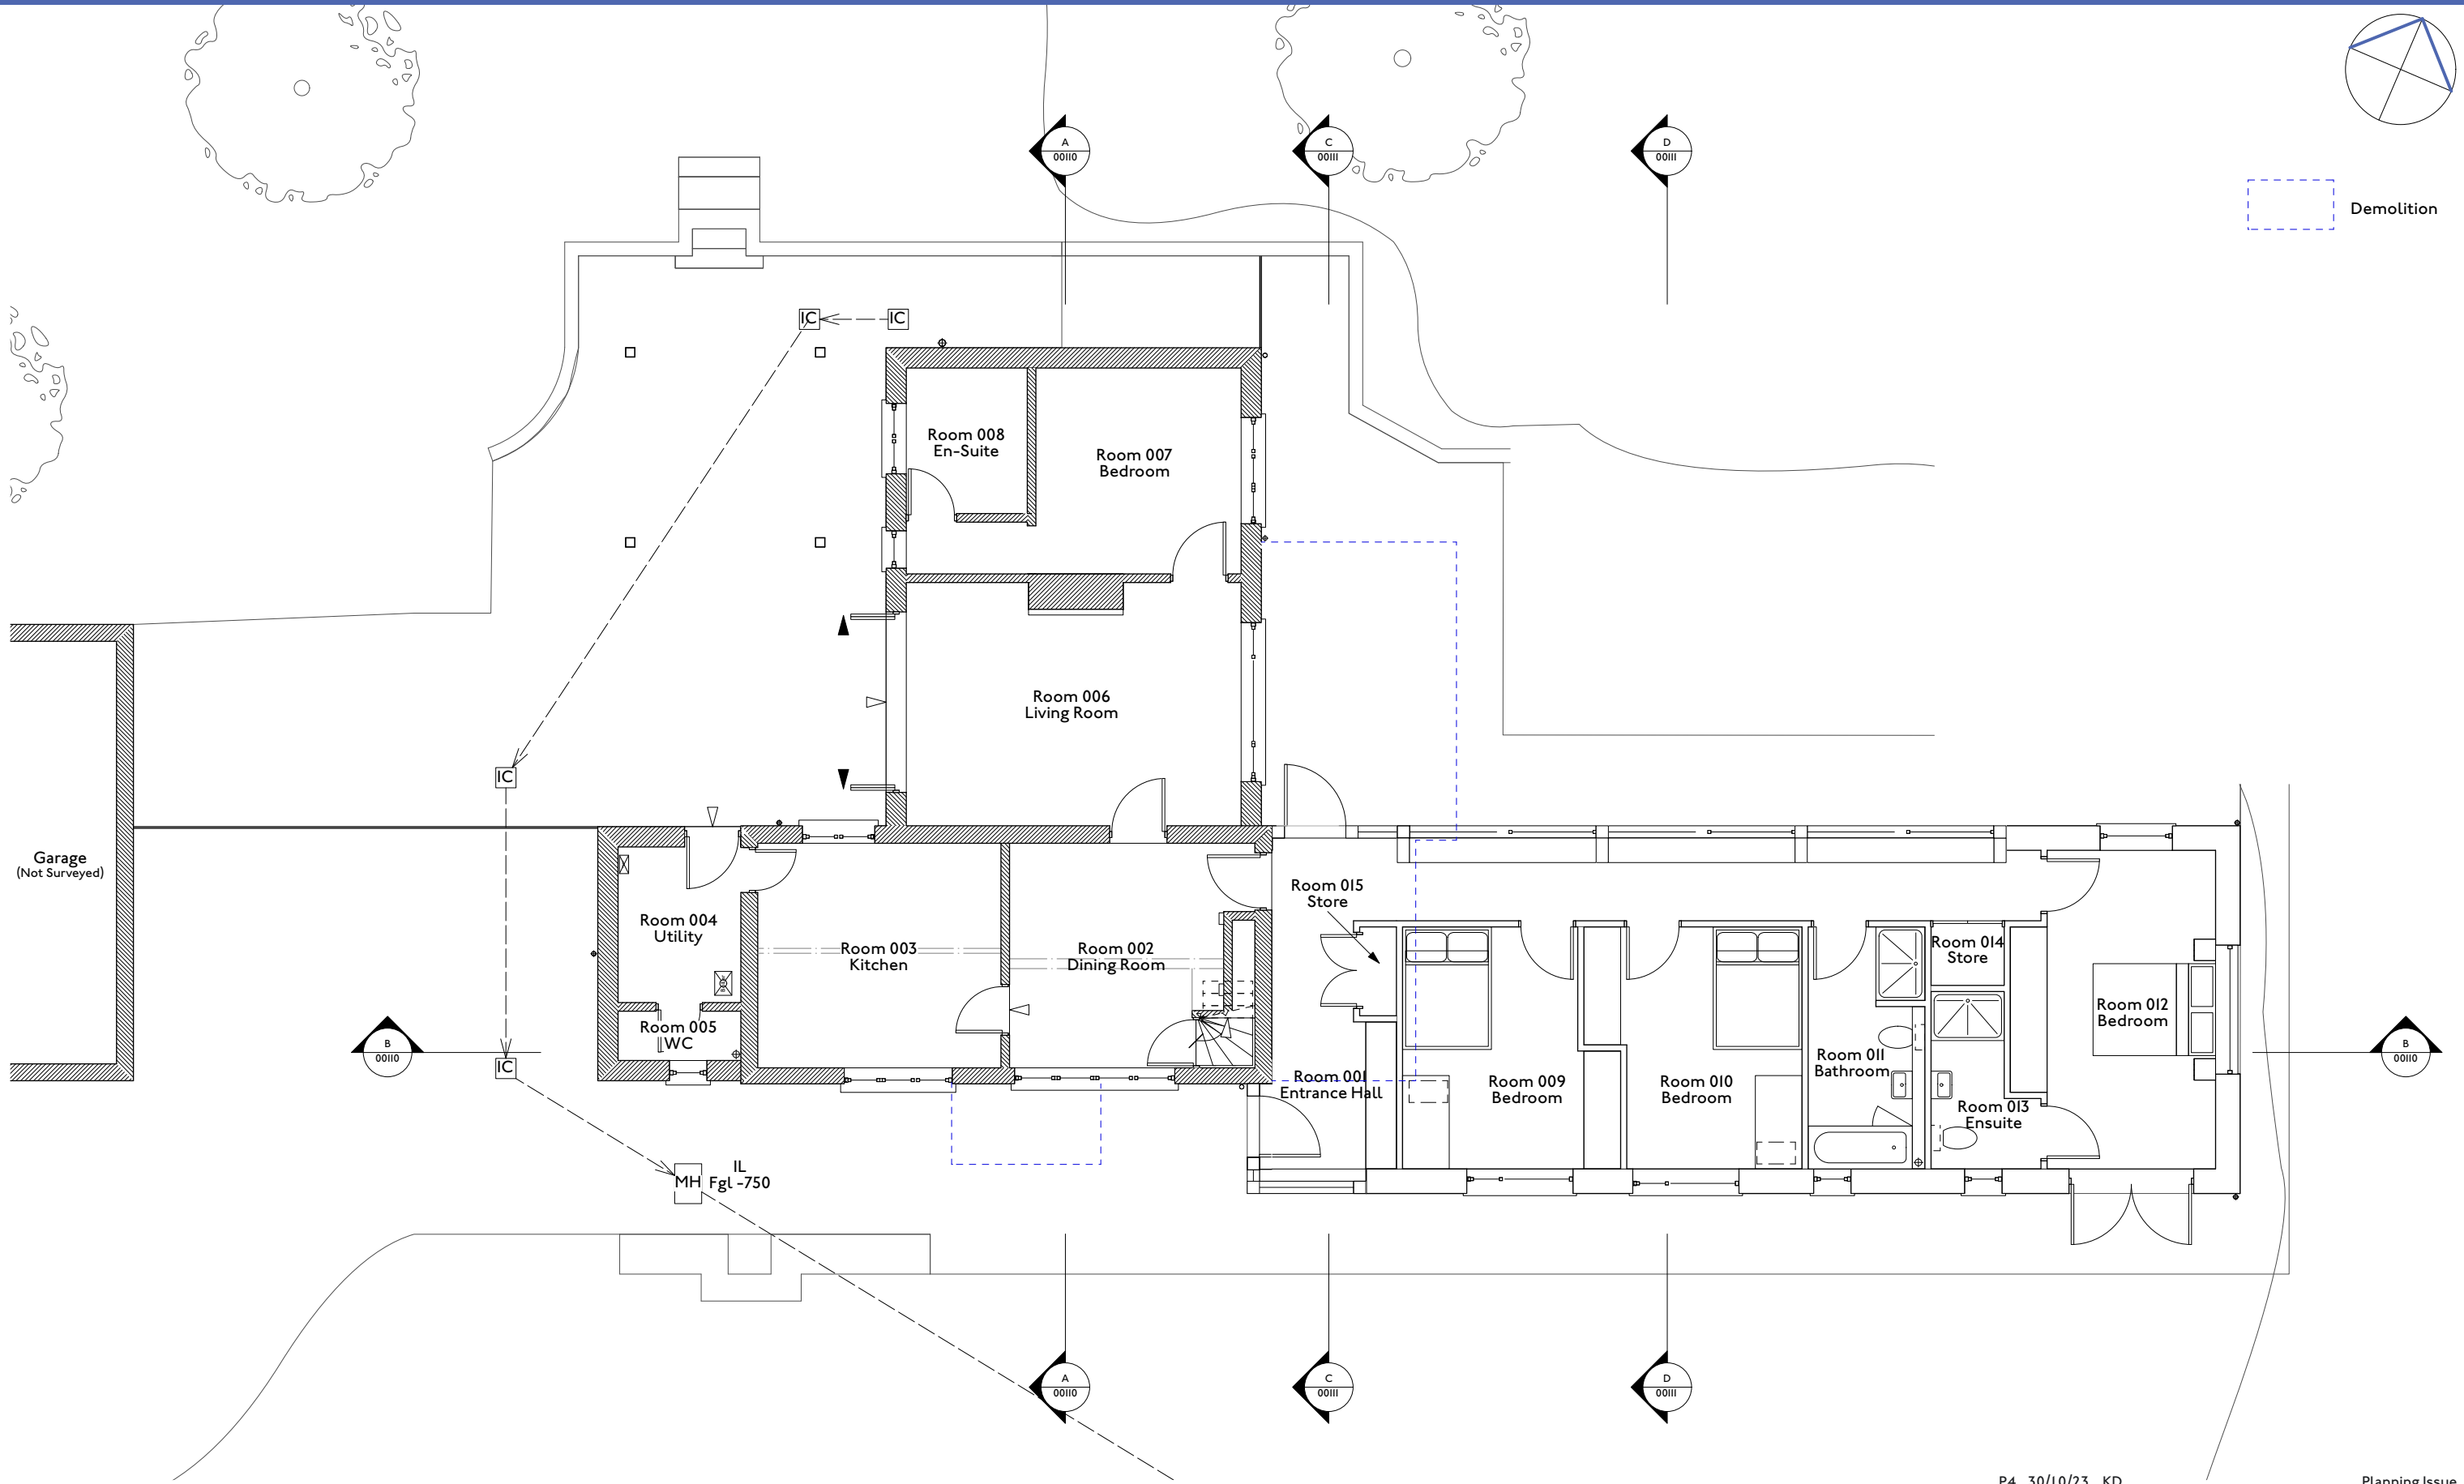 A
00110
C
00111
D
00111
Demolition
IC
IC
Room 008
En-Suite
Room 007
Bedroom
Room 006
Living Room
IC
Garage
(Not Surveyed)
Room 004
Utility
Room 003
Kitchen
Room 002
Dining Room
Room 015
Store
Room 014
Store
Room 012
Bedroom
Room 005
WC
B
00110
IC
Room 001
Entrance Hall
Room 009
Bedroom
Room 010
Bedroom
Room 011
Bathroom
Room 013
Ensuite
B
00110
MH
IL
Fgl -750
A
00110
C
00111
D
00111
P4 30/10/23 KD
Planning Issue